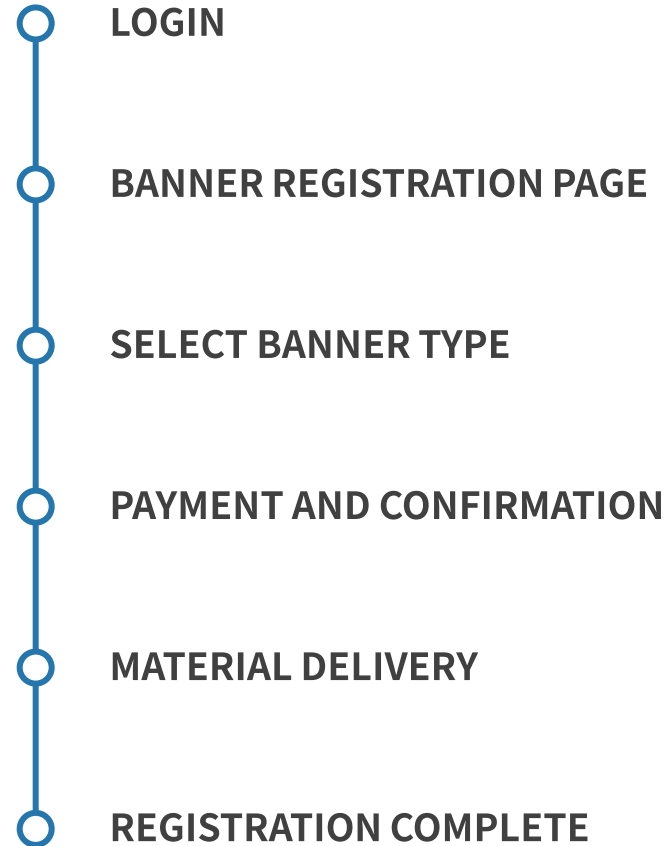 LOGIN
BANNER REGISTRATION PAGE
SELECT BANNER TYPE
PAYMENT AND CONFIRMATION
MATERIAL DELIVERY
REGISTRATION COMPLETE